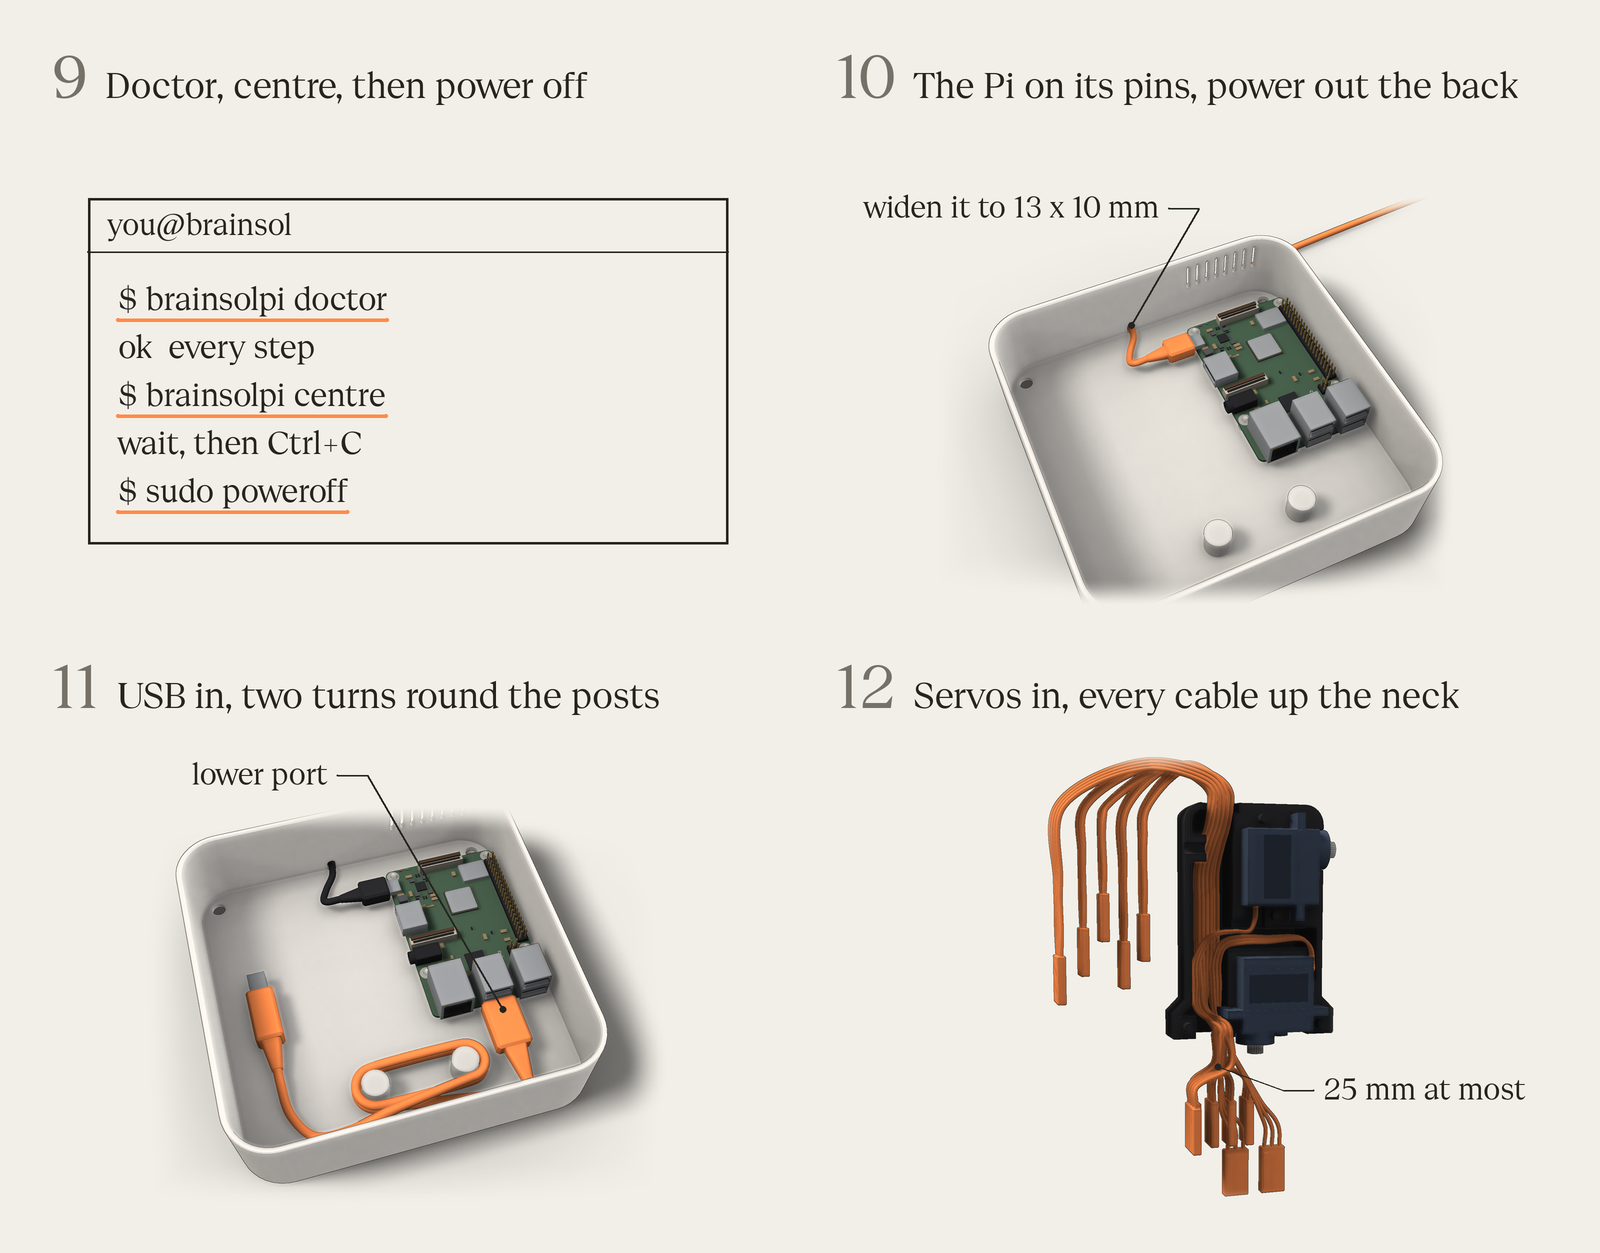 9 Doctor, centre, then power off
you@brainsol
$ brainsolpi doctor
ok every step
$ brainsolpi centre
wait, then Ctrl+C
$ sudo poweroff
10 The Pi on its pins, power out the back
widen it to 13 x 10 mm
11 USB in, two turns round the posts
lower port
12 Servos in, every cable up the neck
25 mm at most